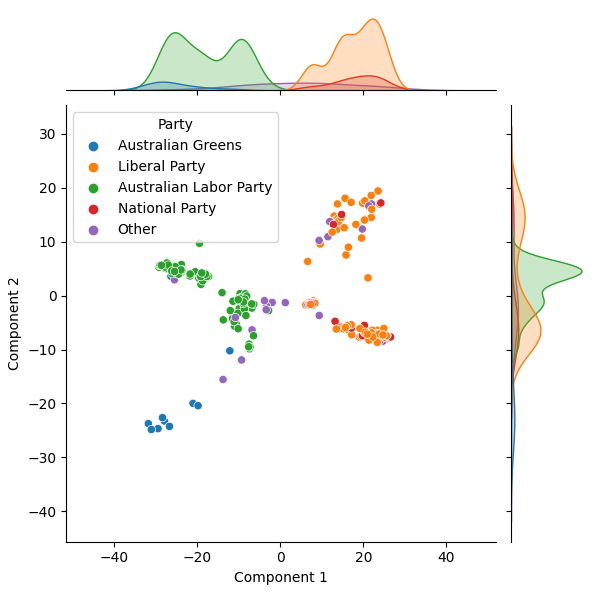 Party
Australian Greens
Liberal Party
Australian Labor Party
National Party
Other
30
20
10
0
−10
−20
−30
−40
Component 2
−40 −20 0 20 40
Component 1